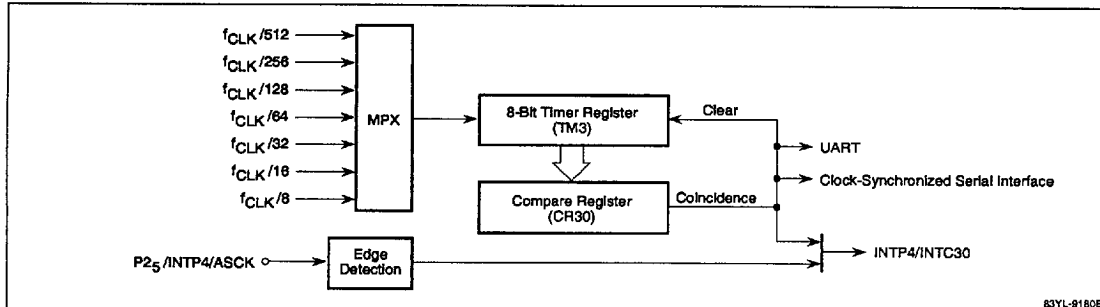 fCLK/512
fCLK/256
fCLK/128
fCLK/64
fCLK/32
fCLK/16
fCLK/8
MPX
8-Bit Timer Register
(TM3)
Clear
UART
Clock-Synchronized Serial Interface
Compare Register
(CR30)
Coincidence
P25/INTP4/ASCK
Edge
Detection
INTP4/INTC30
83YL-9180B